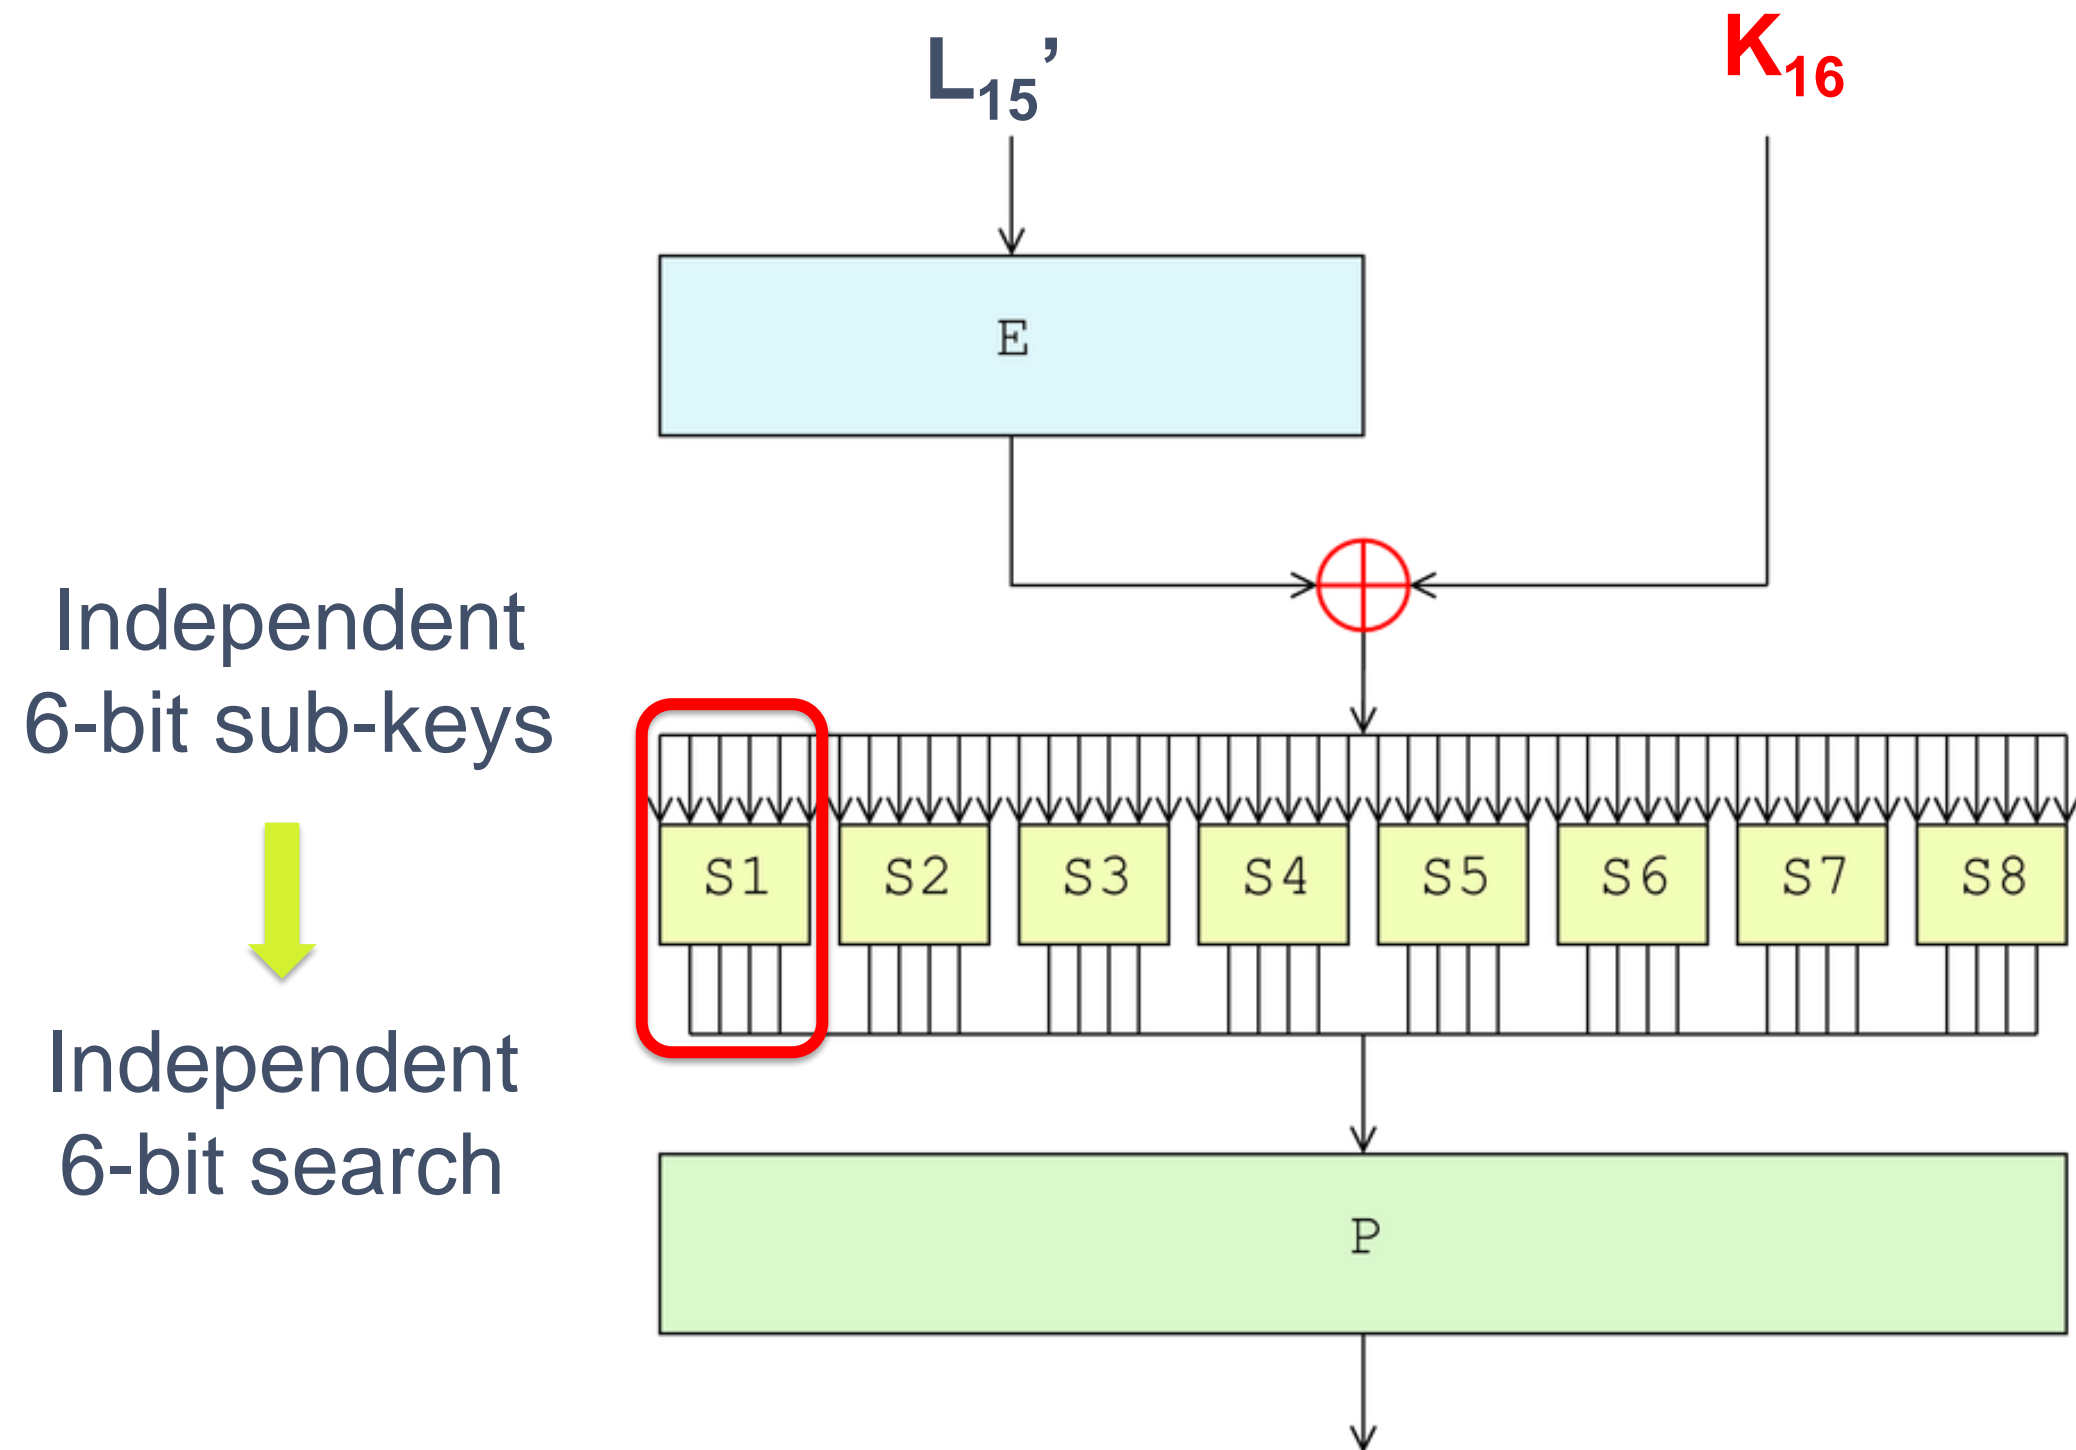 L₁₅’
K₁₆
E
Independent
6-bit sub-keys
S1 S2 S3 S4 S5 S6 S7 S8
Independent
6-bit search
P